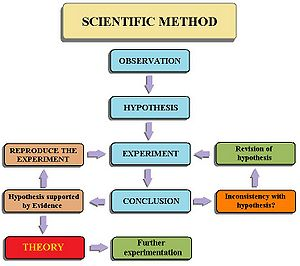 SCIENTIFIC METHOD
OBSERVATION
HYPOTHESIS
REPRODUCE THE
EXPERIMENT
EXPERIMENT
Revision of
hypothesis
Hypothesis supported
by Evidence
CONCLUSION
Inconsistency with
hypothesis?
THEORY
Further
experimentation